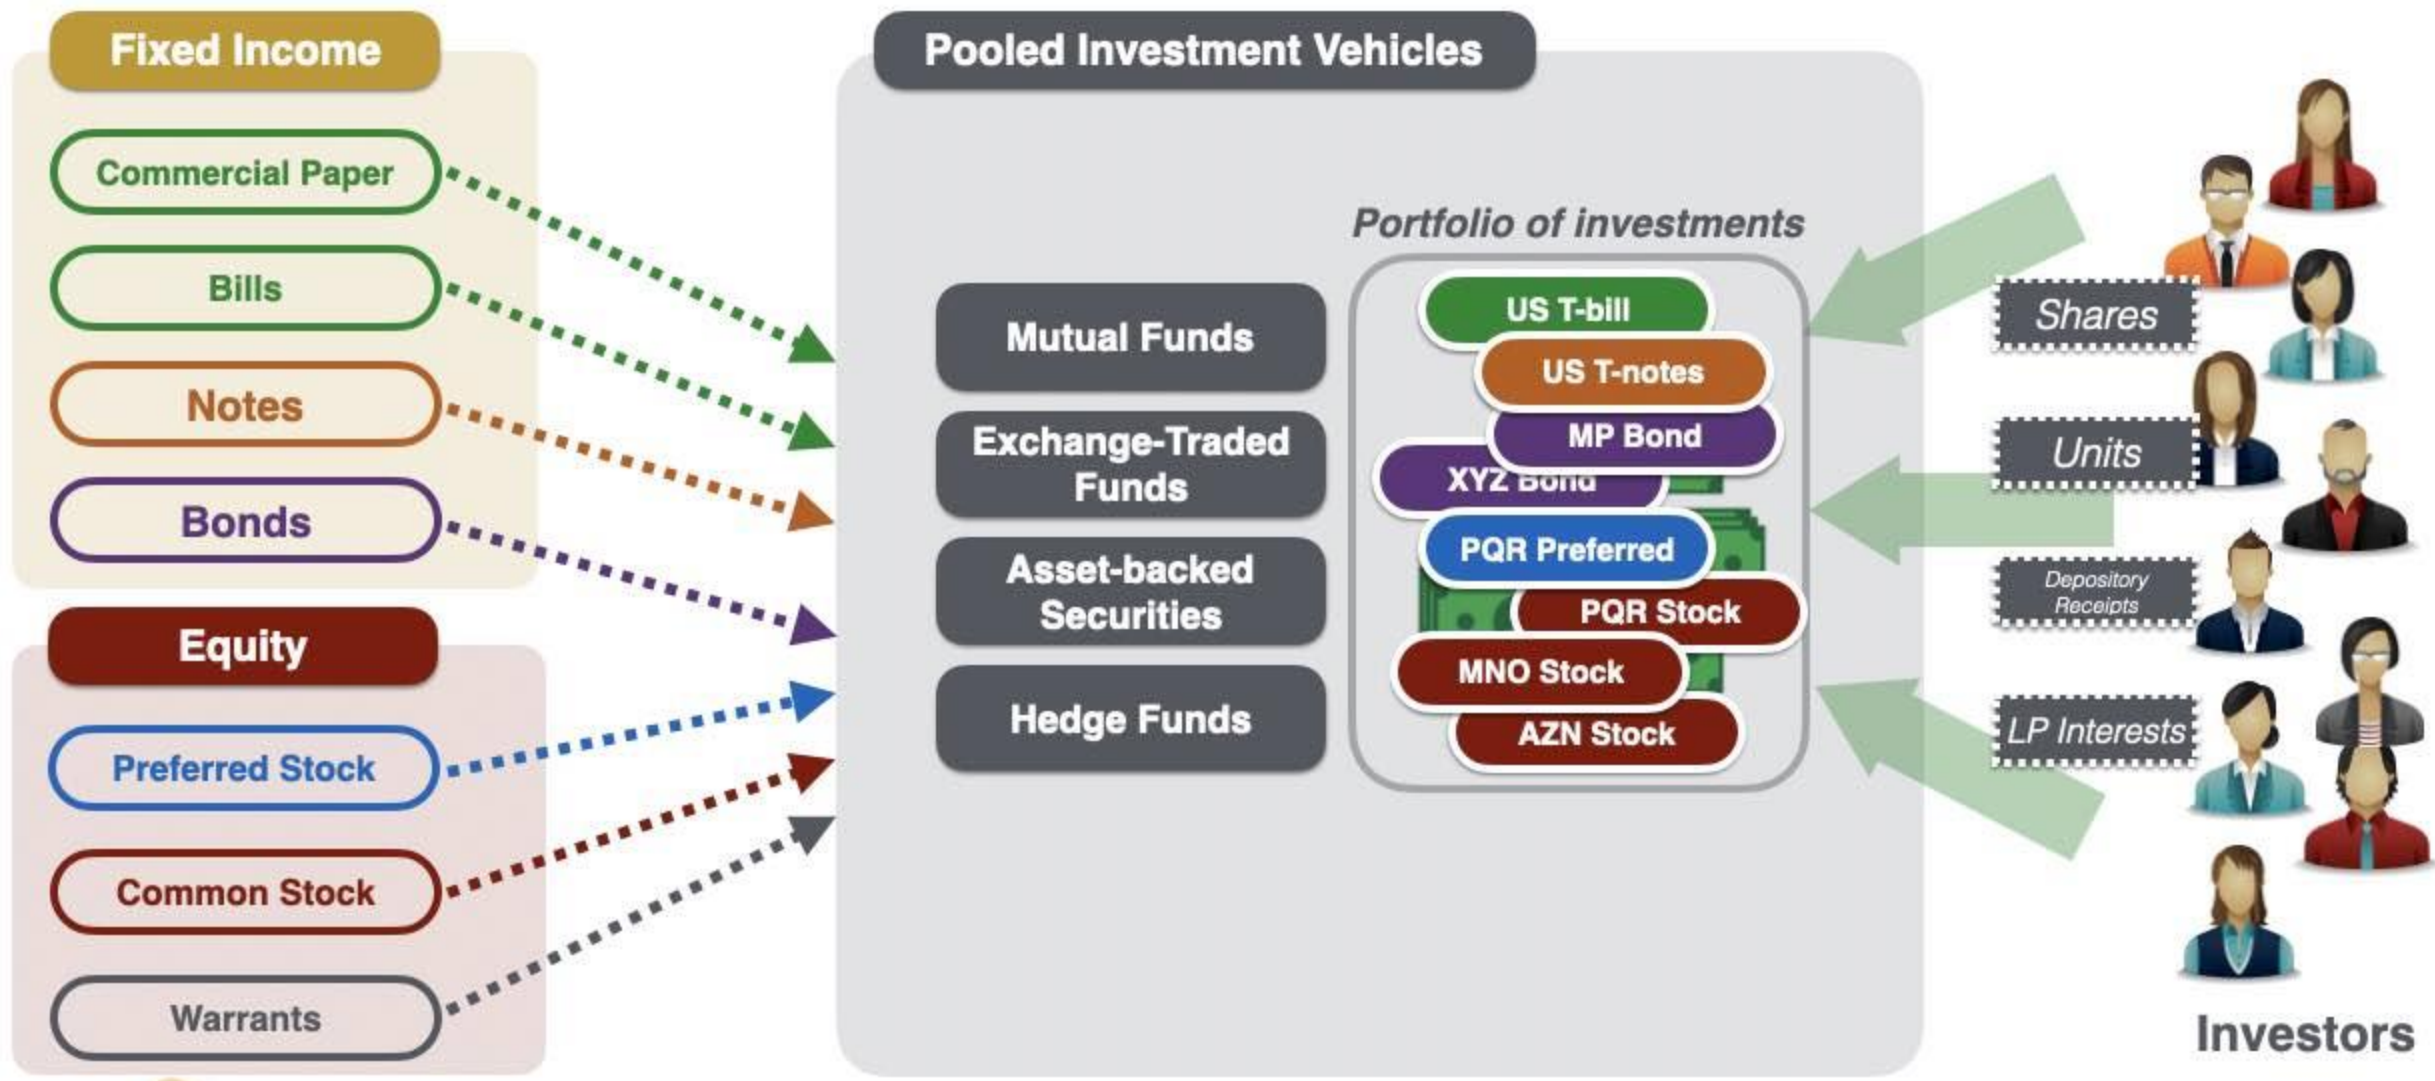 Fixed Income
Commercial Paper
Bills
Notes
Bonds
Equity
Preferred Stock
Common Stock
Warrants
Pooled Investment Vehicles
Mutual Funds
Exchange-Traded
Funds
Asset-backed
Securities
Hedge Funds
Portfolio of investments
US T-bill
US T-notes
MP Bond
XYZ Bond
PQR Preferred
PQR Stock
MNO Stock
AZN Stock
Shares
Units
Depository
Receipts
LP Interests
Investors